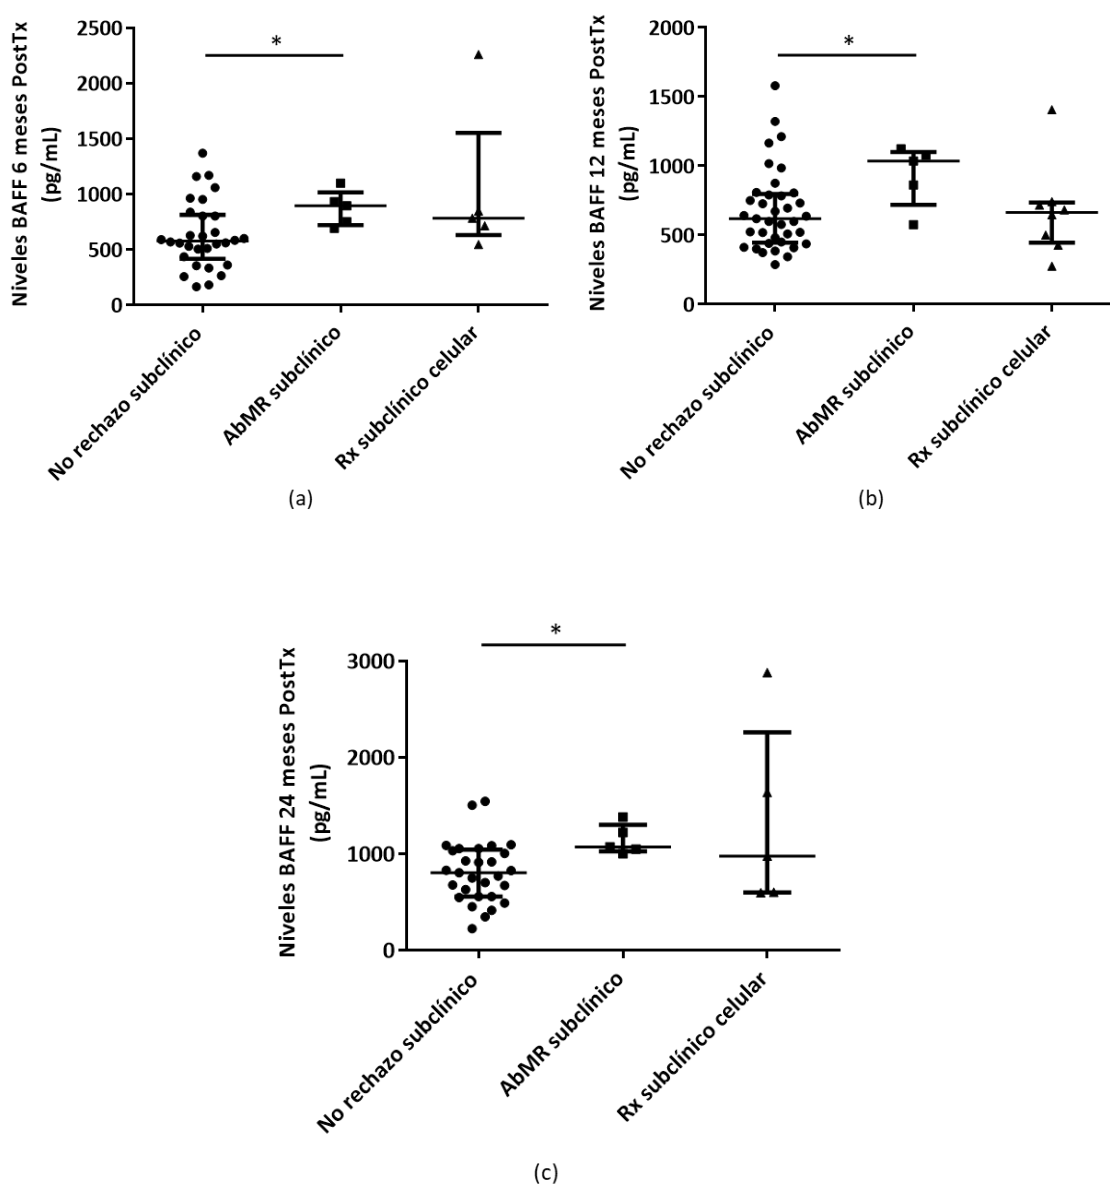 Niveles BAFF 6 meses PostTx
(pg/mL)
2500
2000
1500
1000
500
0
*
No rechazo subclínico
AbMR subclínico
Rx subclínico celular
(a)
Niveles BAFF 12 meses PostTx
(pg/mL)
2000
1500
1000
500
0
*
No rechazo subclínico
AbMR subclínico
Rx subclínico celular
(b)
Niveles BAFF 24 meses PostTx
(pg/mL)
3000
2000
1000
0
*
No rechazo subclínico
AbMR subclínico
Rx subclínico celular
(c)